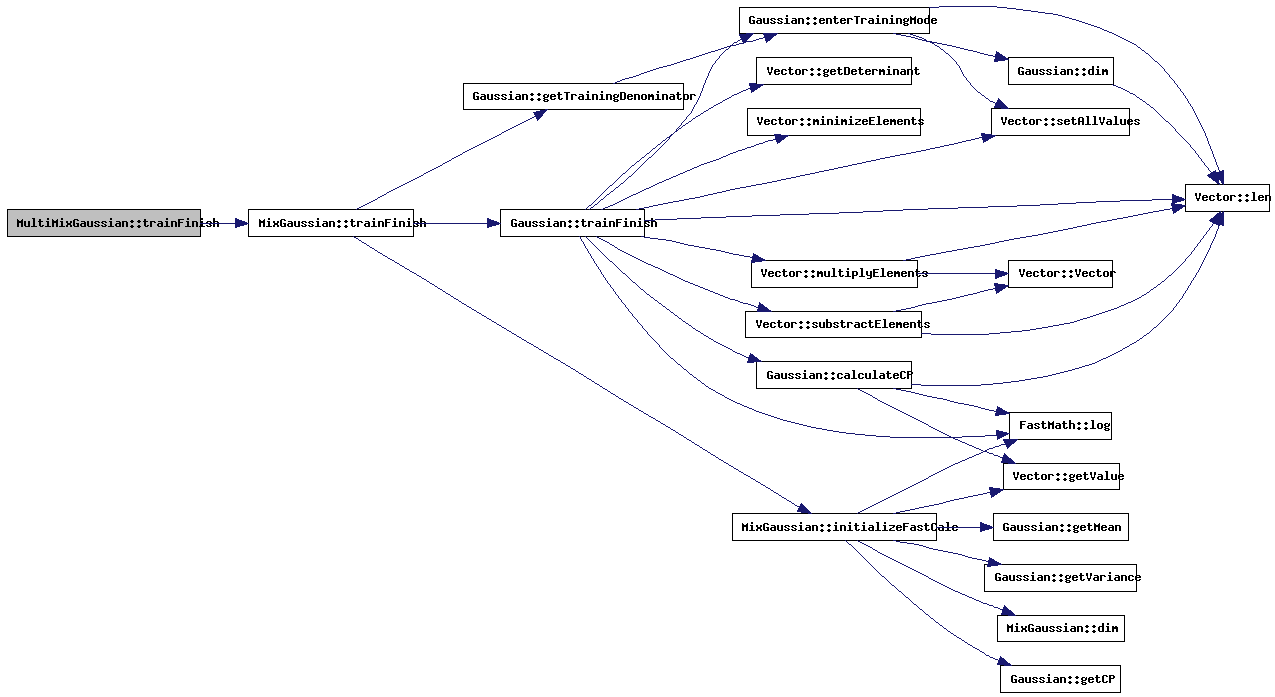 Gaussian::enterTrainingMode
Vector::getDeterminant
Gaussian::dim
Gaussian::getTrainingDenominator
Vector::minimizeElements
Vector::setAllValues
Vector::len
MultiMixGaussian::trainFinish
MixGaussian::trainFinish
Gaussian::trainFinish
Vector::multiplyElements
Vector::Vector
Vector::substractElements
Gaussian::calculateCP
FastMath::log
Vector::getValue
MixGaussian::initializeFastCalc
Gaussian::getMean
Gaussian::getVariance
MixGaussian::dim
Gaussian::getCP